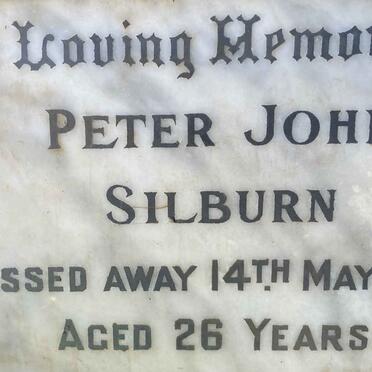 Loving Memo
PETER JOH
SILBURN
SSED AWAY 14TH MAY
AGED 26 YEARS